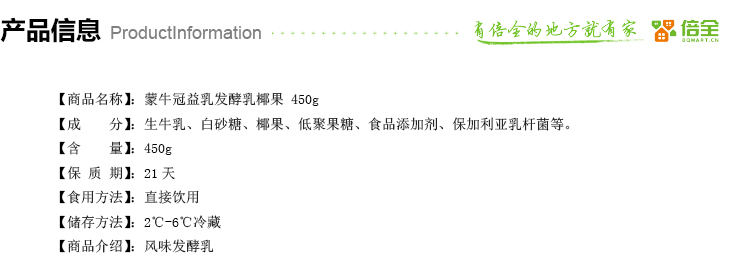 产品信息 ProductInformation 有倍全的地方就有家 倍全
BQMART.CN
【商品名称】：蒙牛冠益乳发酵乳椰果 450g
【成 分】：生牛乳、白砂糖、椰果、低聚果糖、食品添加剂、保加利亚乳杆菌等。
【含 量】：450g
【保 质 期】：21天
【食用方法】：直接饮用
【储存方法】：2℃-6℃冷藏
【商品介绍】：风味发酵乳